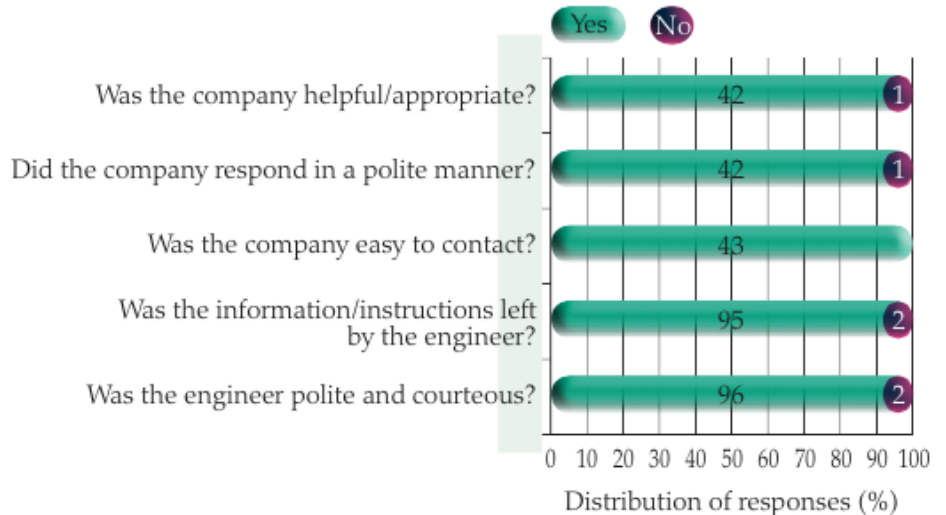 Yes No
Was the company helpful/appropriate? 42 1
Did the company respond in a polite manner? 42 1
Was the company easy to contact? 43
Was the information/instructions left
by the engineer? 95 2
Was the engineer polite and courteous? 96 2
0 10 20 30 40 50 60 70 80 90 100
Distribution of responses (%)